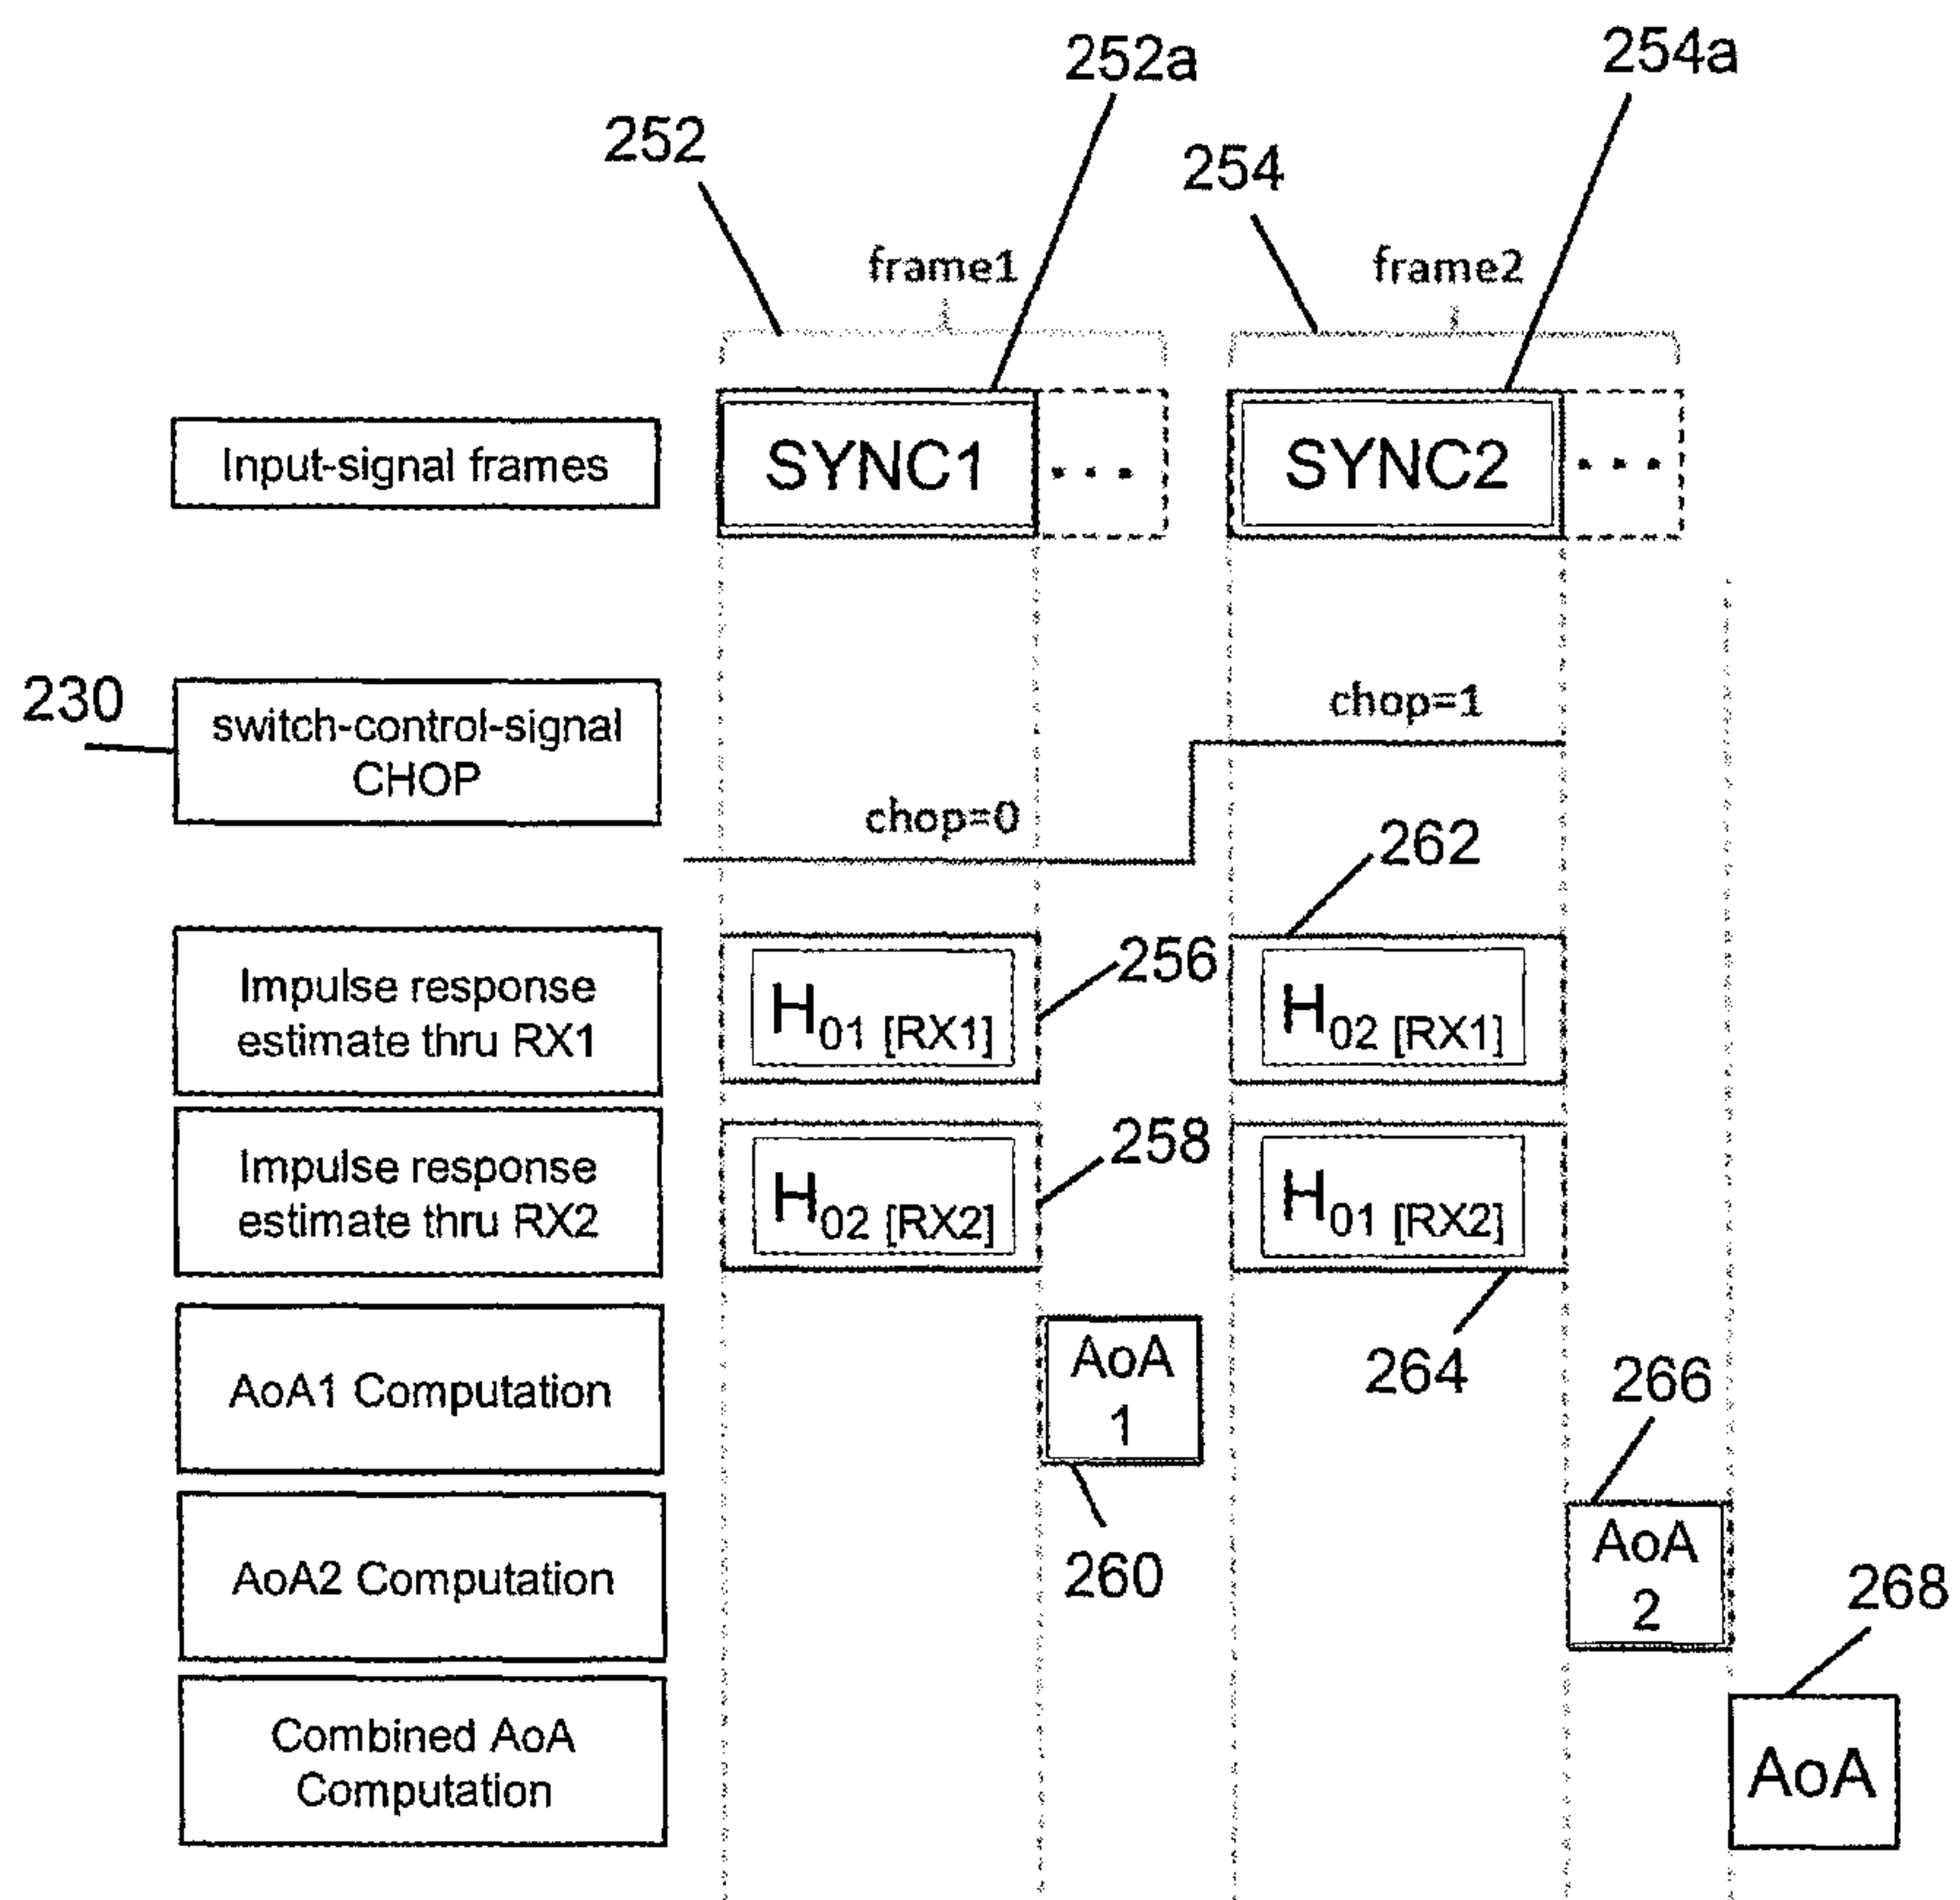 252a
254a
252
254
frame1
frame2
Input-signal frames
SYNC1
...
SYNC2
...
230
switch-control-signal
CHOP
chop=1
chop=0
262
Impulse response
estimate thru RX1
H01 [RX1]
256
H02 [RX1]
Impulse response
estimate thru RX2
H02 [RX2]
258
H01 [RX2]
264
AoA1 Computation
AoA
1
260
266
AoA2 Computation
AoA
2
268
Combined AoA
Computation
AoA